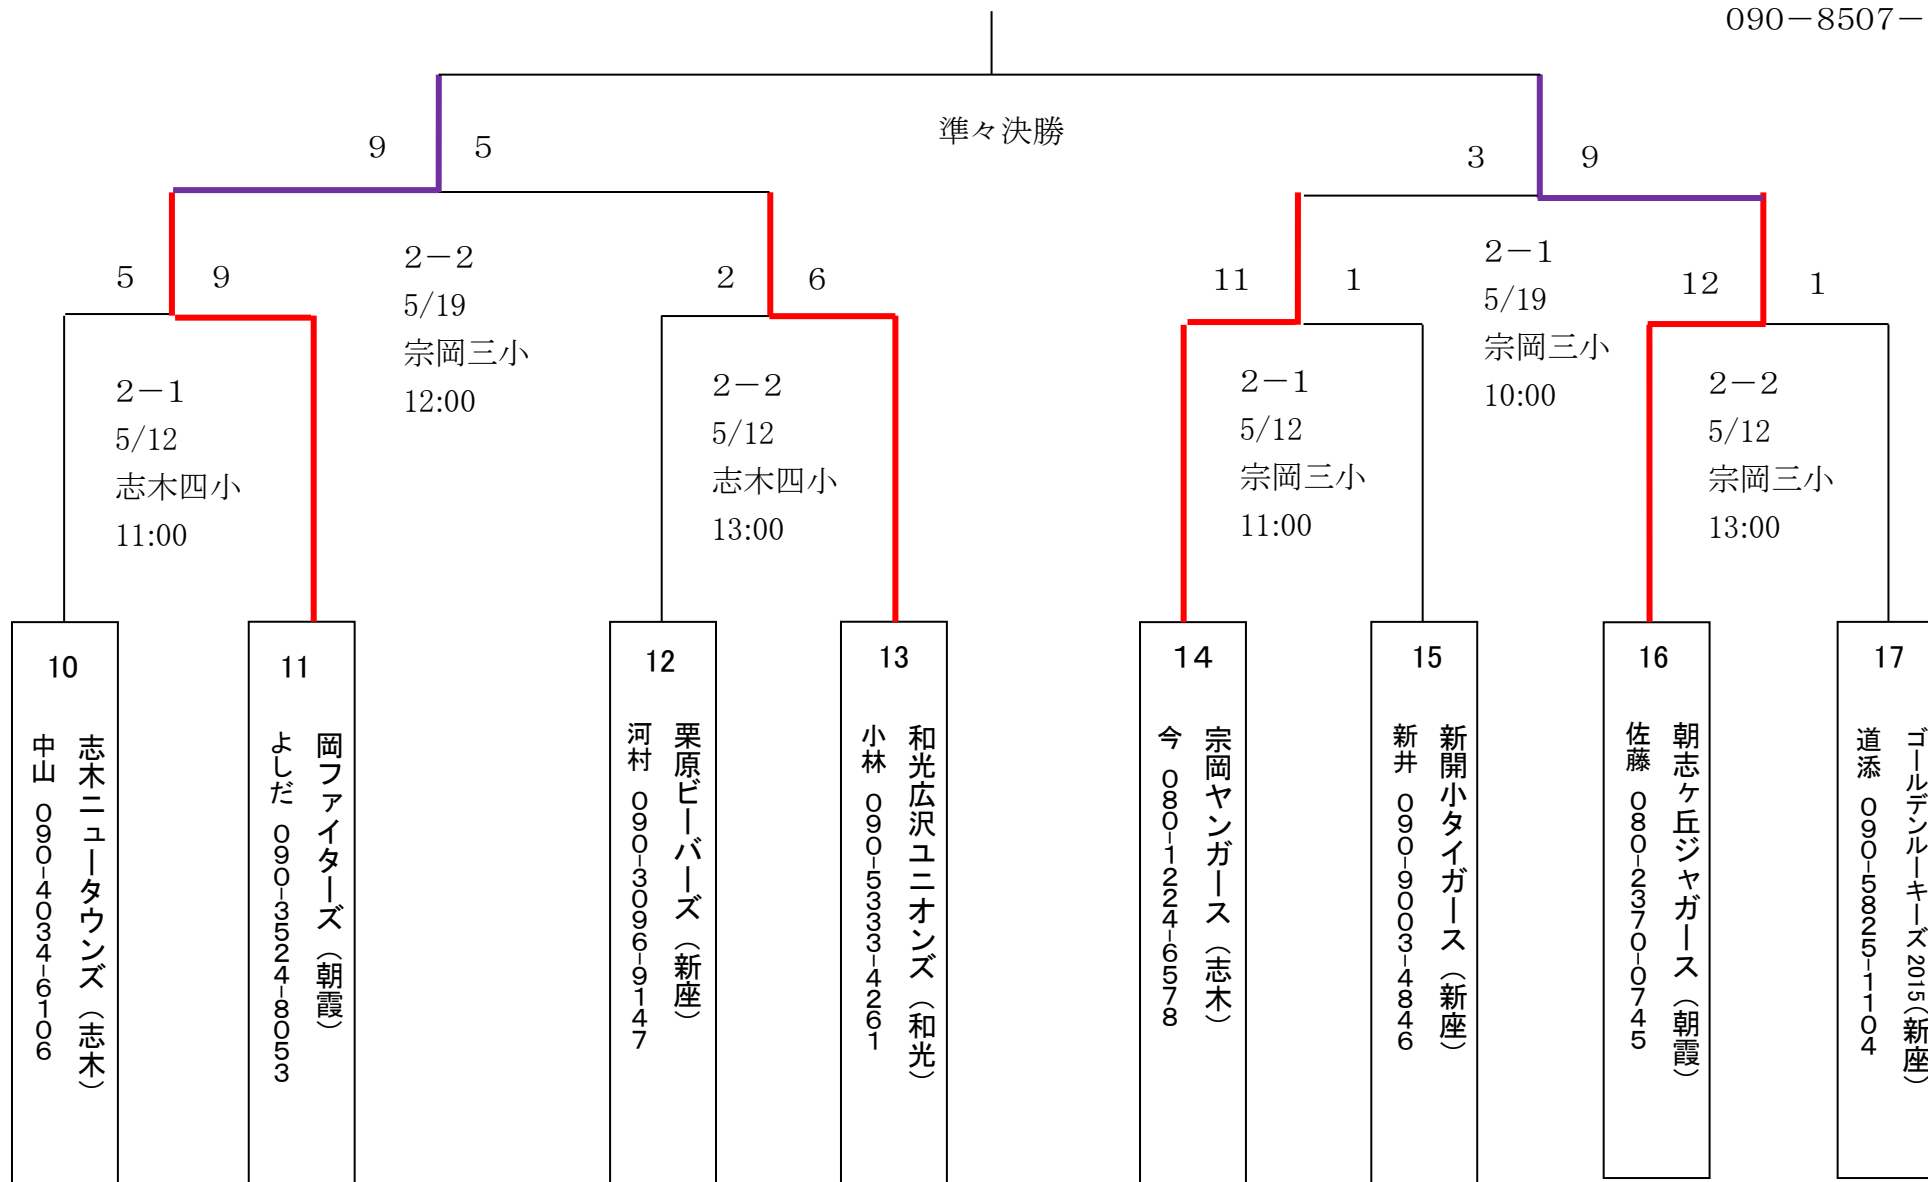 090－8507－
準々決勝
9 5
3 9
5 9
2－2
5/19
宗岡三小
12:00
2 6
11 1
2－1
5/19
宗岡三小
10:00
12 1
2－1
5/12
志木四小
11:00
2－2
5/12
志木四小
13:00
2－1
5/12
宗岡三小
11:00
2－2
5/12
宗岡三小
13:00
10
志木ニュータウンズ（志木）
中山 090-4034-6106
11
岡ファイターズ（朝霞）
よしだ 090-3524-8053
12
栗原ビーバーズ（新座）
河村 090-3096-9147
13
和光広沢ユニオンズ（和光）
小林 090-5333-4261
14
宗岡ヤンガース（志木）
今 080-1224-6578
15
新開小タイガース（新座）
新井 090-9003-4846
16
朝志ヶ丘ジャガース（朝霞）
佐藤 080-2370-0745
17
ゴールデンルーキーズ2015（新座）
道添 090-5825-1104